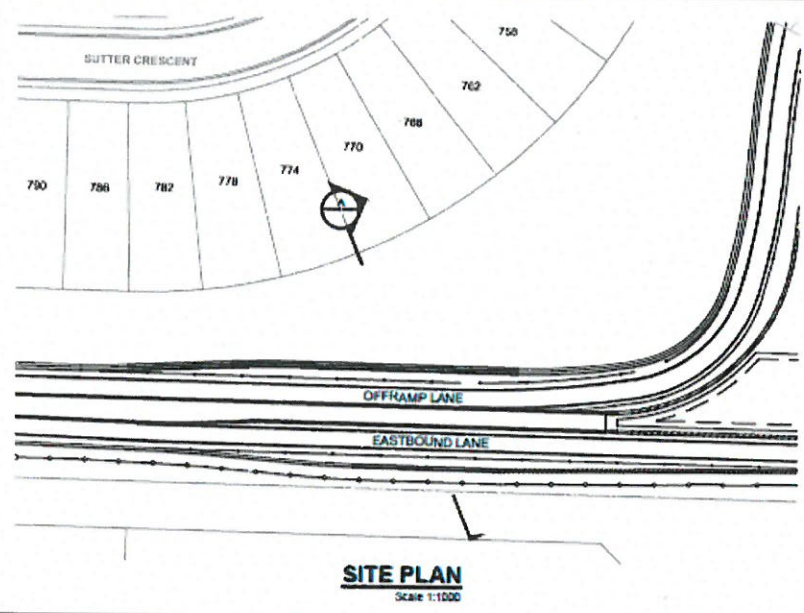 758
SUTTER CRESCENT
762
768
770
774
778
782
786
790
A
OFFRAMP LANE
EASTBOUND LANE
SITE PLAN
Scale 1:1000